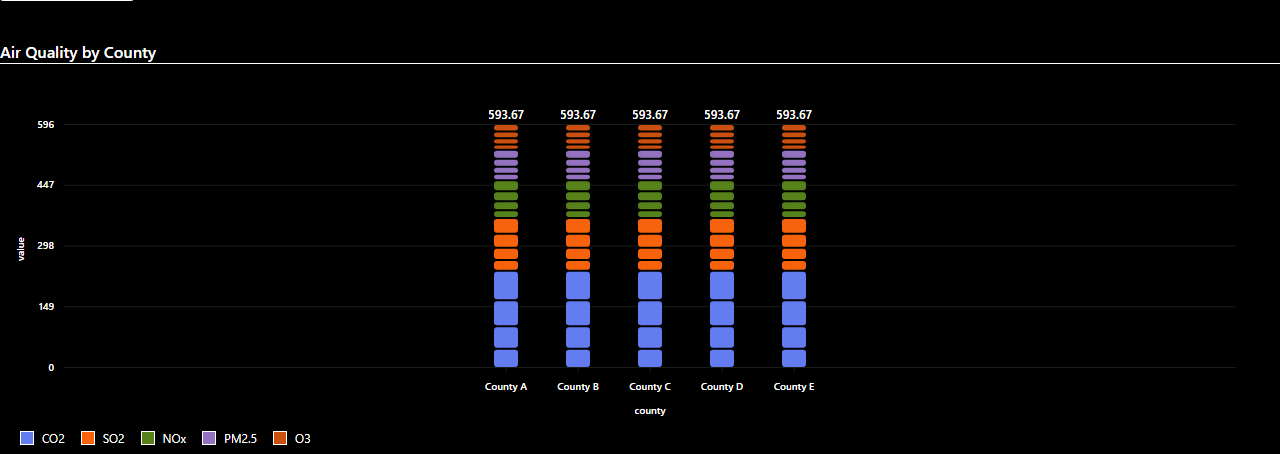 Air Quality by County
593.67 593.67 593.67 593.67 593.67
596
447
298
149
0
value
County A County B County C County D County E
county
CO2 SO2 NOx PM2.5 O3